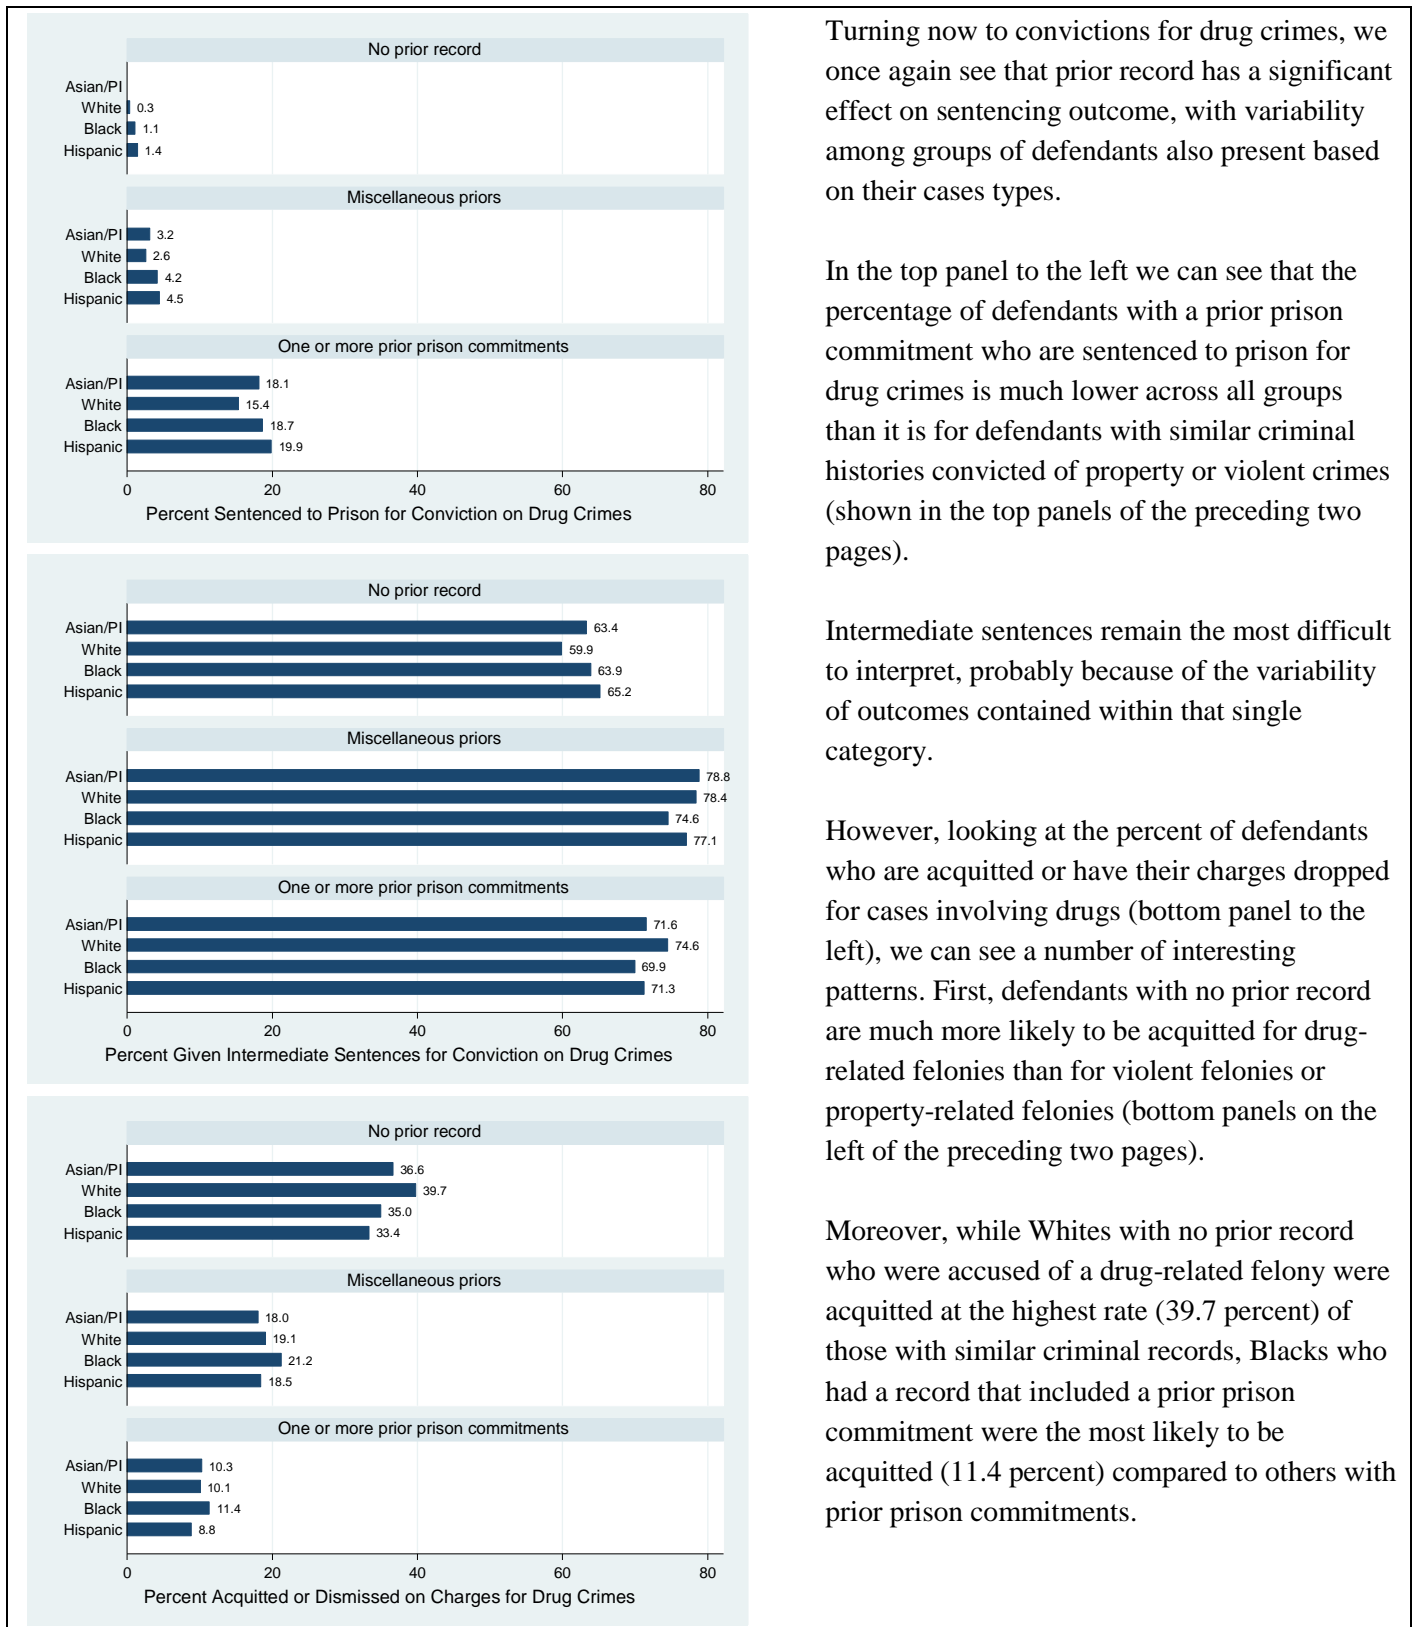 No prior record
Asian/PI
White 0.3
Black 1.1
Hispanic 1.4
Miscellaneous priors
Asian/PI 3.2
White 2.6
Black 4.2
Hispanic 4.5
One or more prior prison commitments
Asian/PI 18.1
White 15.4
Black 18.7
Hispanic 19.9
0 20 40 60 80
Percent Sentenced to Prison for Conviction on Drug Crimes
No prior record
Asian/PI 63.4
White 59.9
Black 63.9
Hispanic 65.2
Miscellaneous priors
Asian/PI 78.8
White 78.4
Black 74.6
Hispanic 77.1
One or more prior prison commitments
Asian/PI 71.6
White 74.6
Black 69.9
Hispanic 71.3
0 20 40 60 80
Percent Given Intermediate Sentences for Conviction on Drug Crimes
No prior record
Asian/PI 36.6
White 39.7
Black 35.0
Hispanic 33.4
Miscellaneous priors
Asian/PI 18.0
White 19.1
Black 21.2
Hispanic 18.5
One or more prior prison commitments
Asian/PI 10.3
White 10.1
Black 11.4
Hispanic 8.8
0 20 40 60 80
Percent Acquitted or Dismissed on Charges for Drug Crimes
Turning now to convictions for drug crimes, we
once again see that prior record has a significant
effect on sentencing outcome, with variability
among groups of defendants also present based
on their cases types.
In the top panel to the left we can see that the
percentage of defendants with a prior prison
commitment who are sentenced to prison for
drug crimes is much lower across all groups
than it is for defendants with similar criminal
histories convicted of property or violent crimes
(shown in the top panels of the preceding two
pages).
Intermediate sentences remain the most difficult
to interpret, probably because of the variability
of outcomes contained within that single
category.
However, looking at the percent of defendants
who are acquitted or have their charges dropped
for cases involving drugs (bottom panel to the
left), we can see a number of interesting
patterns. First, defendants with no prior record
are much more likely to be acquitted for drug-
related felonies than for violent felonies or
property-related felonies (bottom panels on the
left of the preceding two pages).
Moreover, while Whites with no prior record
who were accused of a drug-related felony were
acquitted at the highest rate (39.7 percent) of
those with similar criminal records, Blacks who
had a record that included a prior prison
commitment were the most likely to be
acquitted (11.4 percent) compared to others with
prior prison commitments.